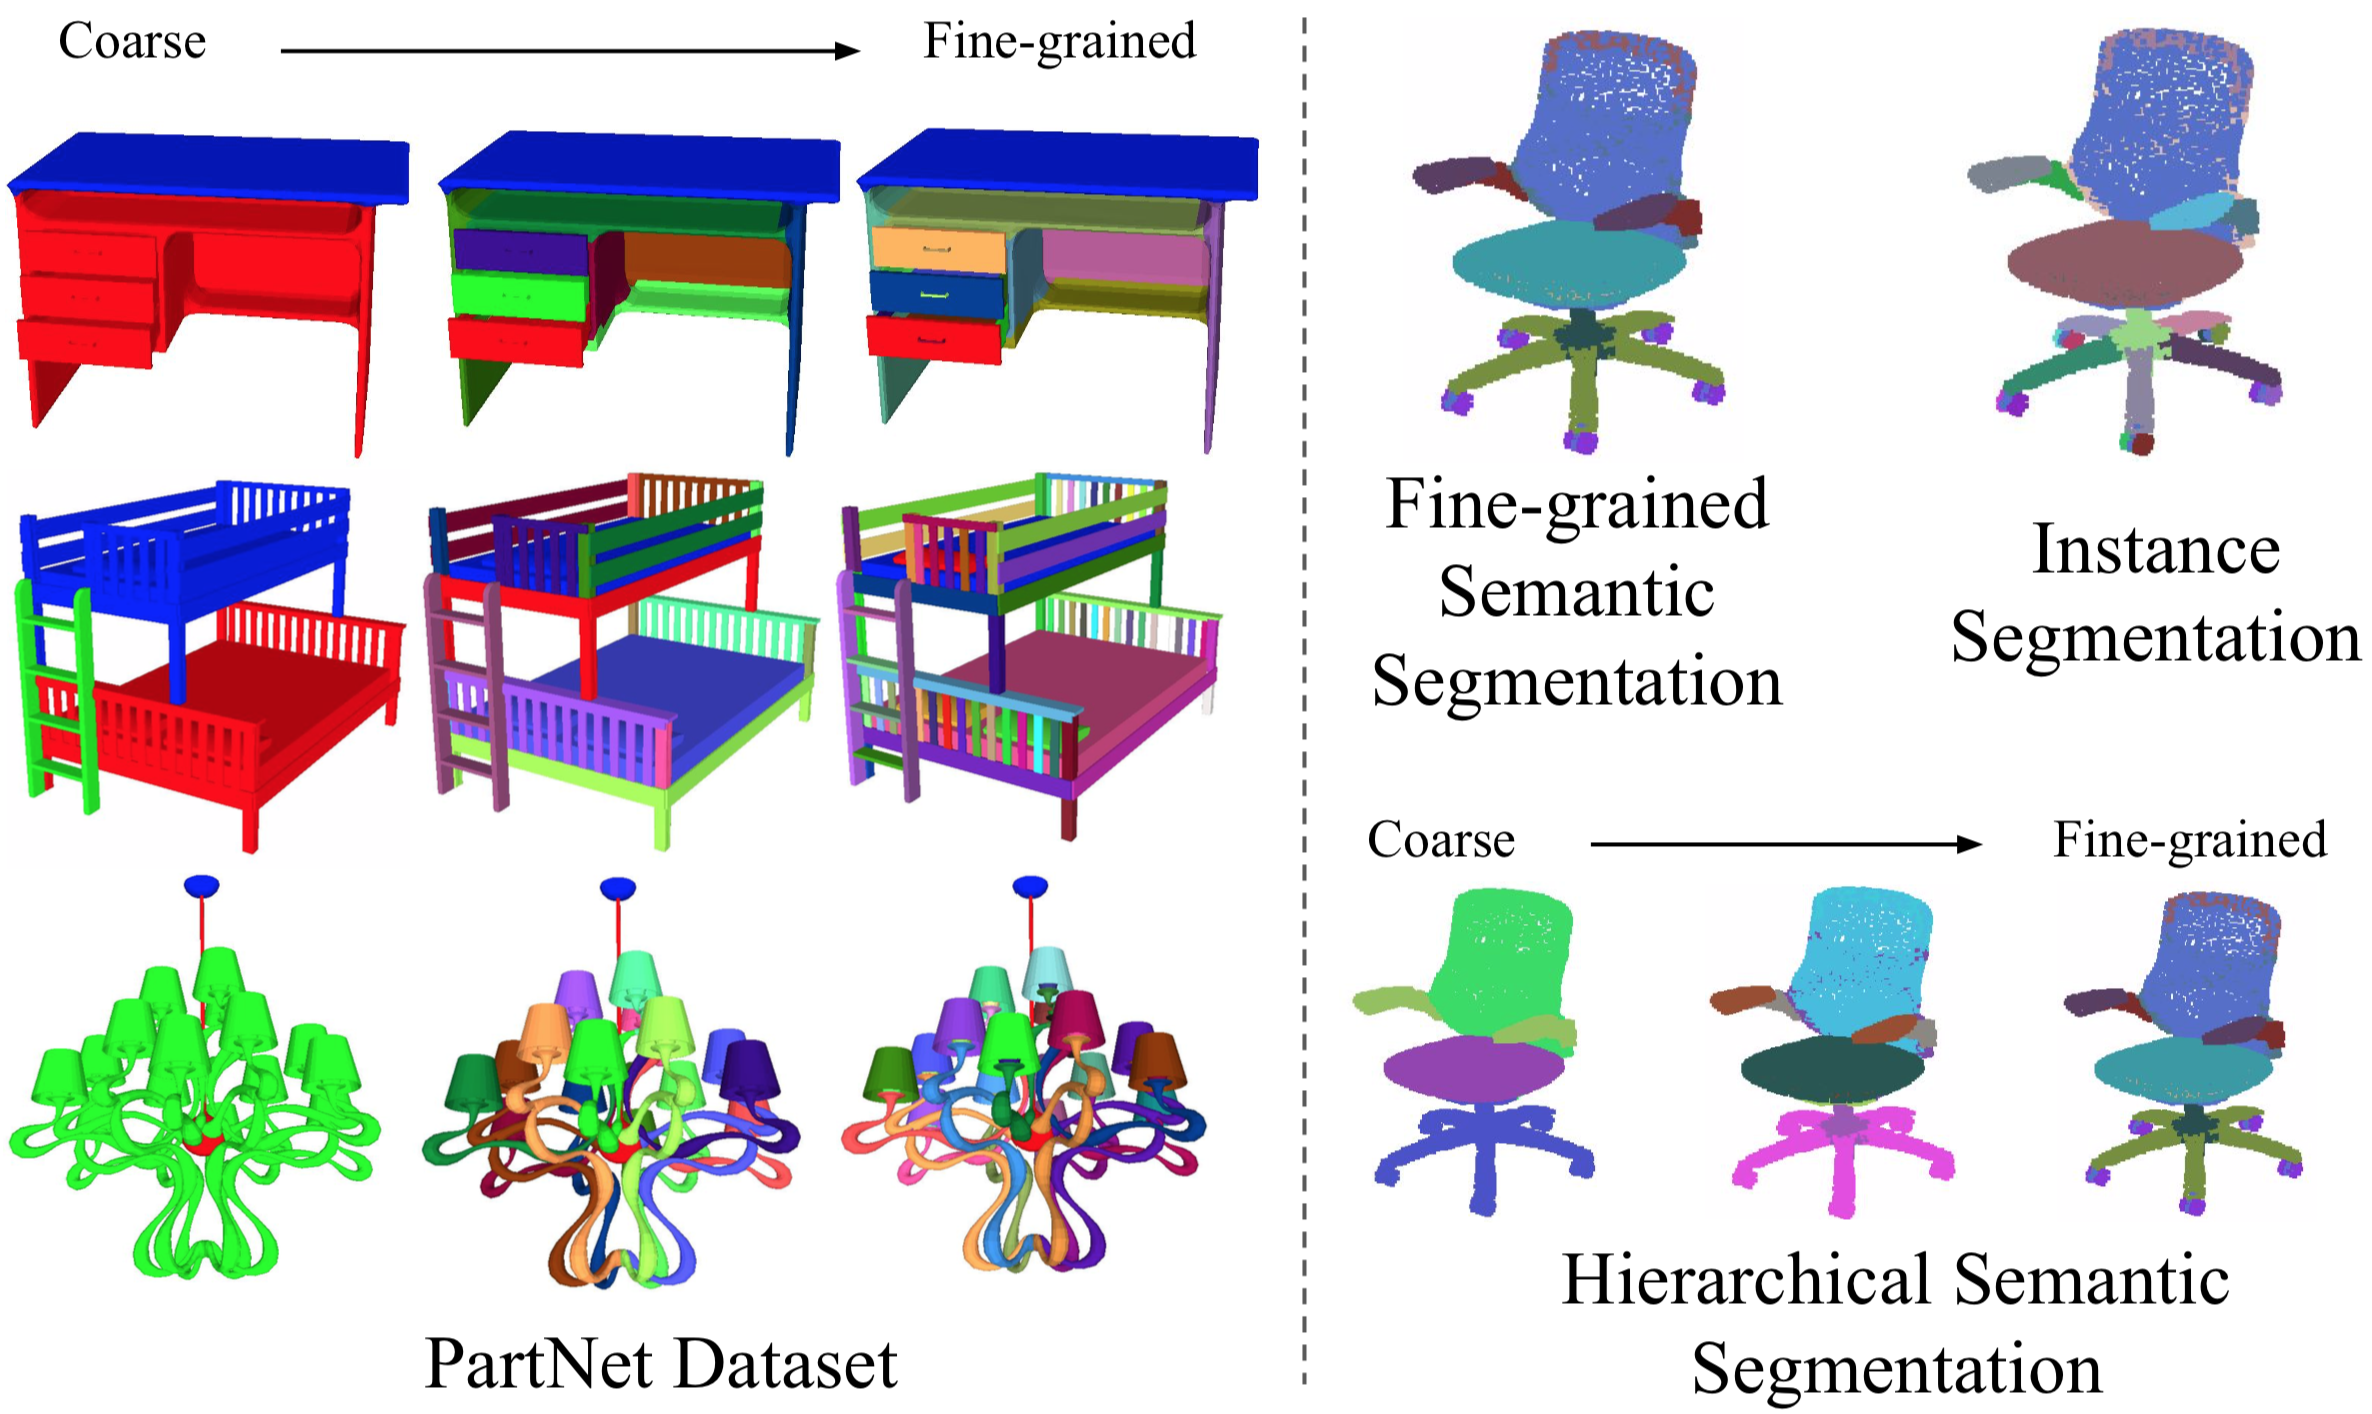 Coarse
Fine-grained
PartNet Dataset
Fine-grained
Semantic
Segmentation
Instance
Segmentation
Coarse
Fine-grained
Hierarchical Semantic
Segmentation